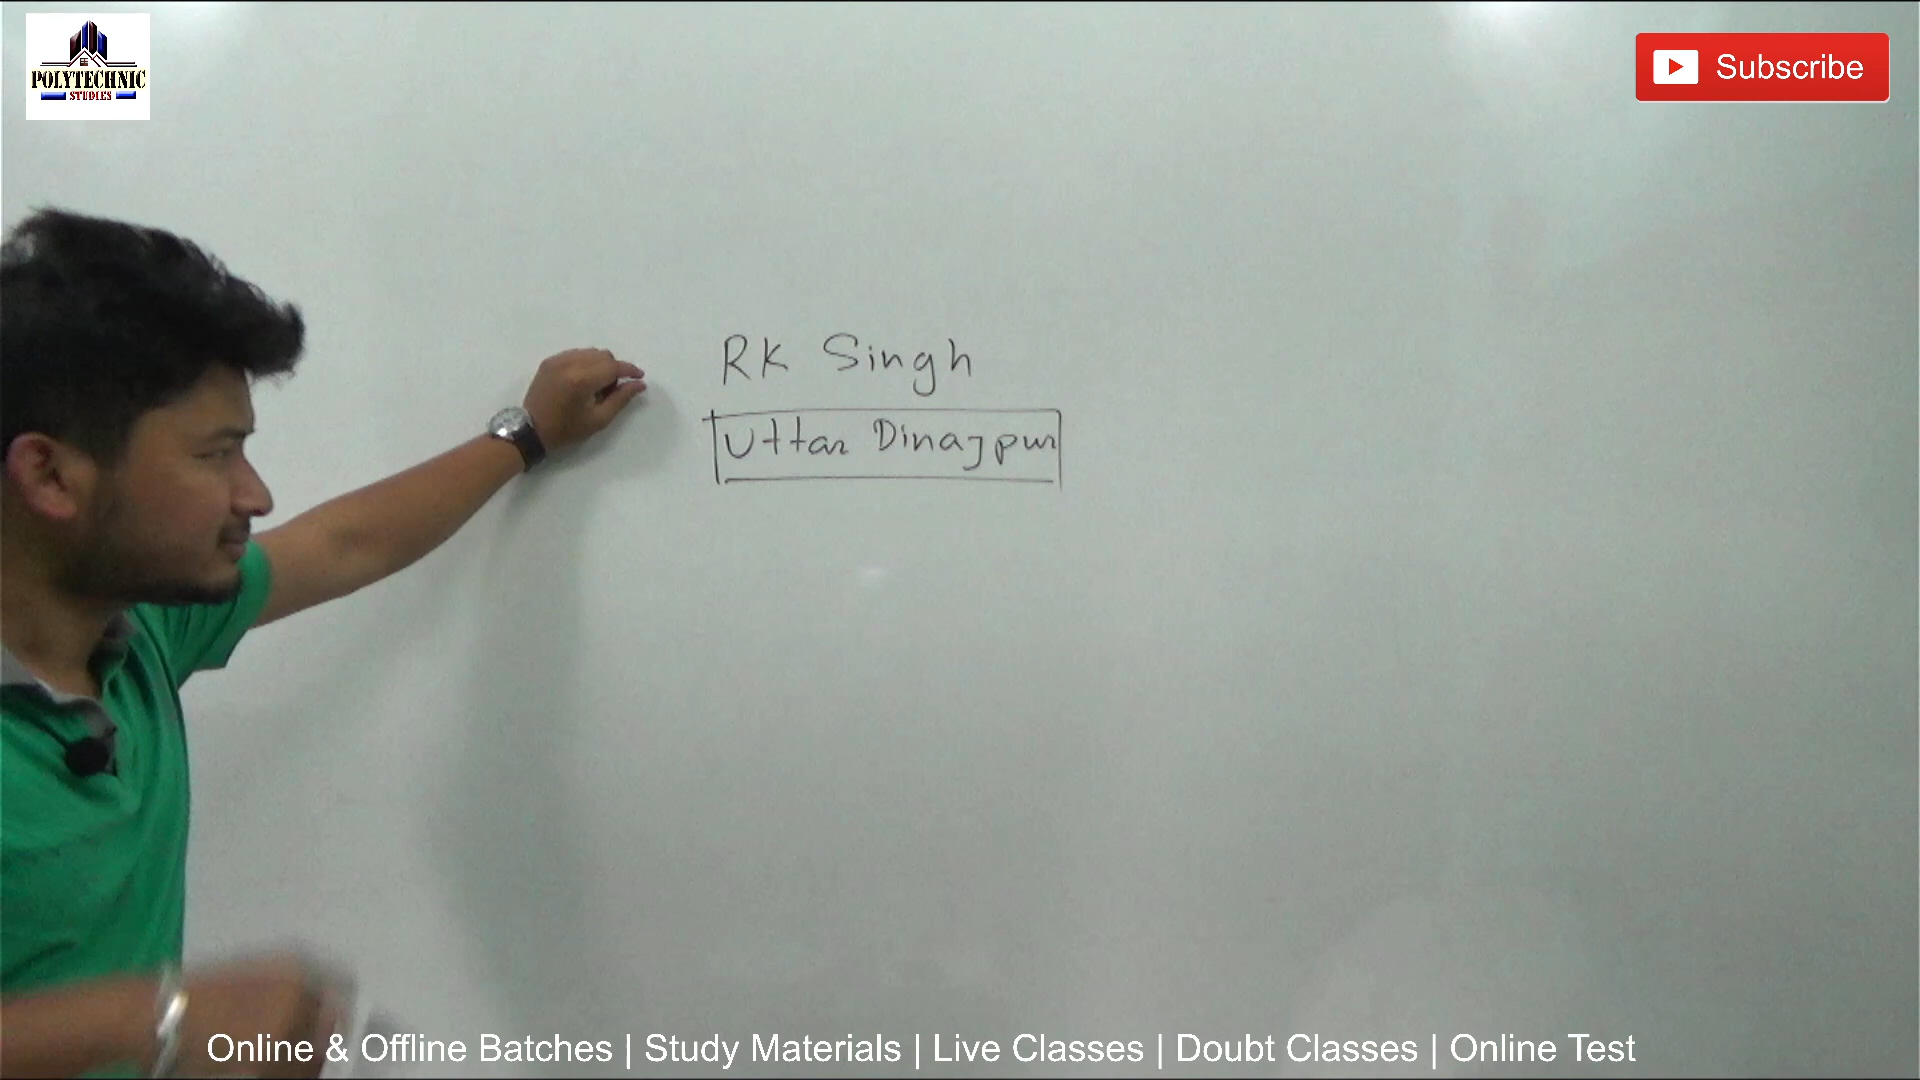 POLYTECHNIC
STUDIES
Subscribe
RK Singh
Uttar Dinajpur
Online & Offline Batches | Study Materials | Live Classes | Doubt Classes | Online Test